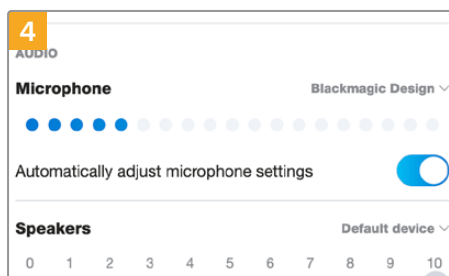 4
AUDIO
Microphone Blackmagic Design
Automatically adjust microphone settings
Speakers Default device
0 1 2 3 4 5 6 7 8 9 10